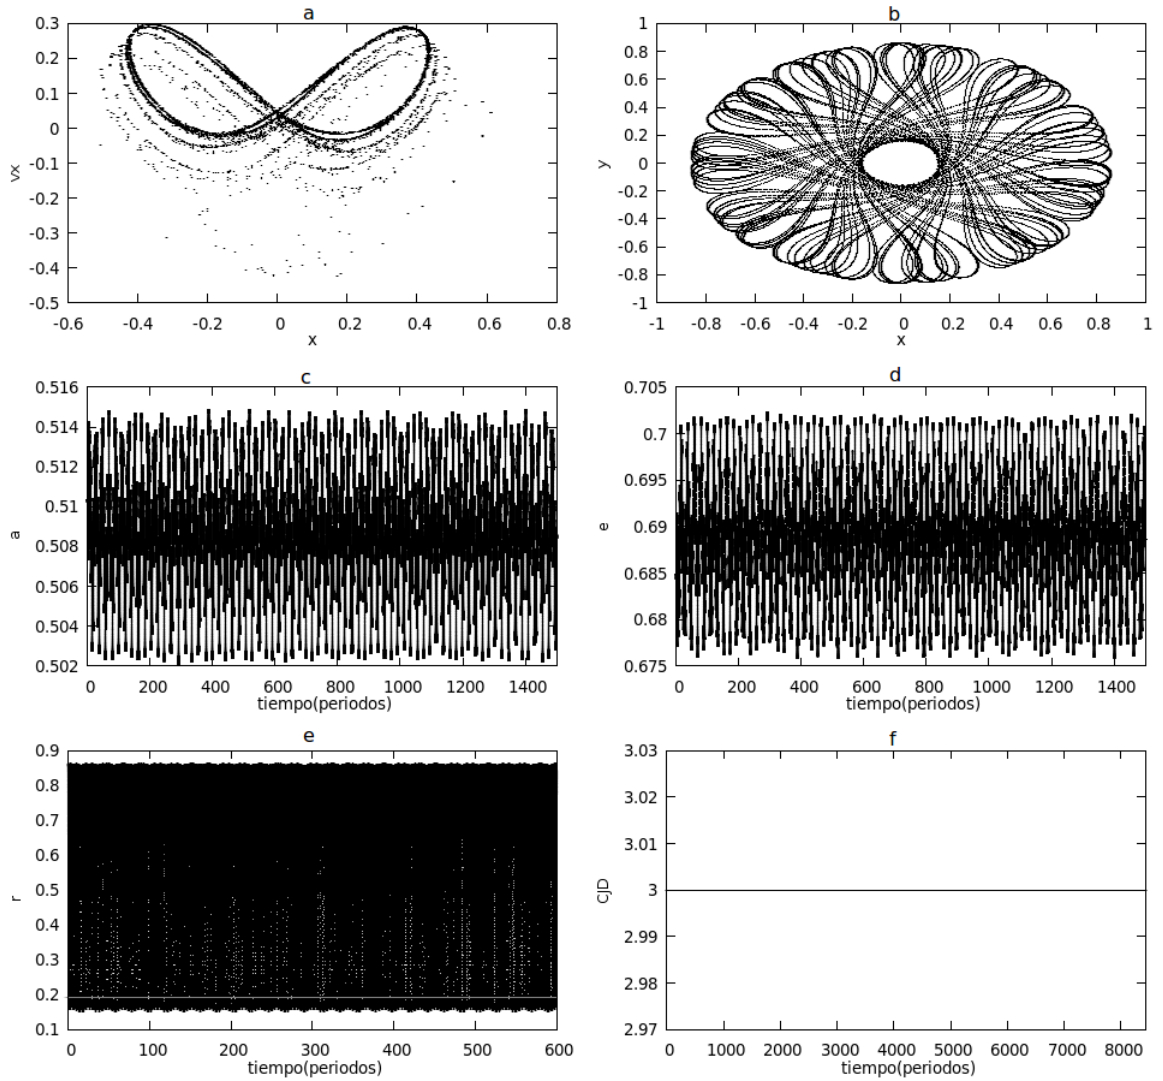 a
0.3
0.2
0.1
0
-0.1
-0.2
-0.3
-0.4
-0.5
vx
-0.6 -0.4 -0.2 0 0.2 0.4 0.6 0.8
x
b
1
0.8
0.6
0.4
0.2
0
-0.2
-0.4
-0.6
-0.8
-1
y
-1 -0.8 -0.6 -0.4 -0.2 0 0.2 0.4 0.6 0.8 1
x
c
0.516
0.514
0.512
0.51
0.508
0.506
0.504
0.502
a
0 200 400 600 800 1000 1200 1400
tiempo(periodos)
d
0.705
0.7
0.695
0.69
0.685
0.68
0.675
e
0 200 400 600 800 1000 1200 1400
tiempo(periodos)
e
0.9
0.8
0.7
0.6
0.5
0.4
0.3
0.2
0.1
r
0 100 200 300 400 500 600
tiempo(periodos)
f
3.03
3.02
3.01
3
2.99
2.98
2.97
CJD
0 1000 2000 3000 4000 5000 6000 7000 8000
tiempo(periodos)